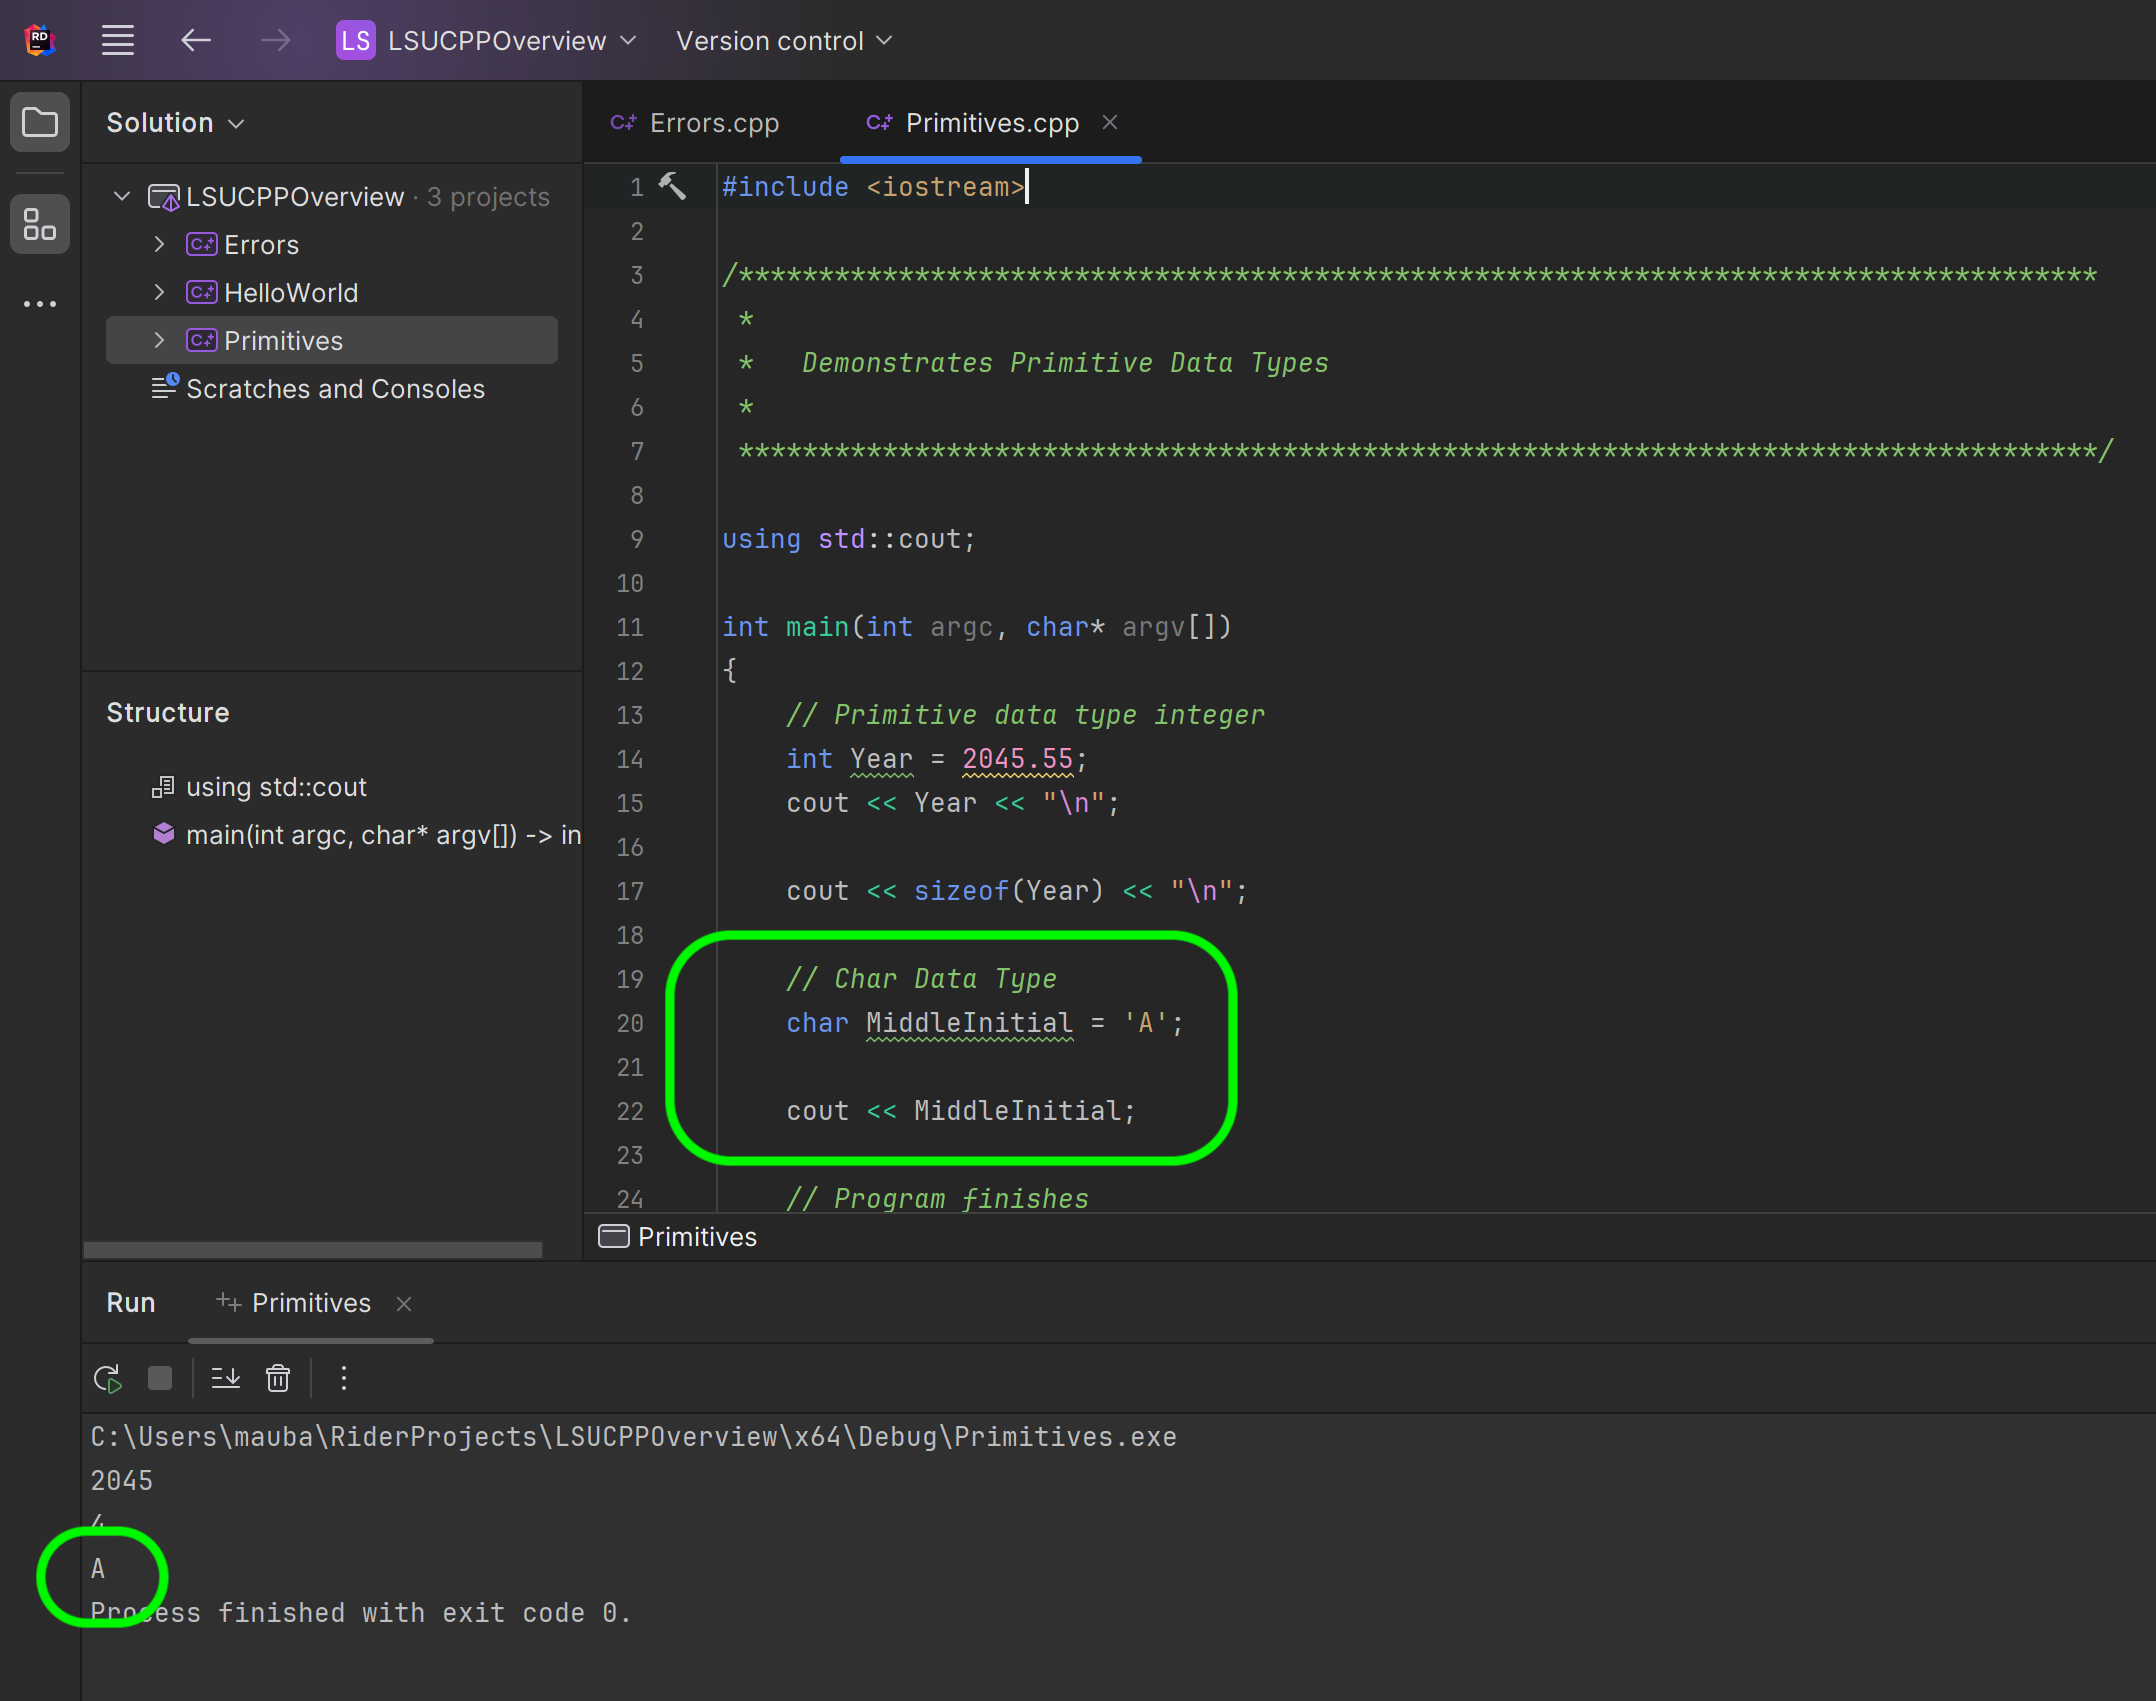 RD
LS LSUCPPOverview Version control
Solution
LSUCPPOverview · 3 projects
C++ Errors
C++ HelloWorld
C++ Primitives
Scratches and Consoles
Structure
using std::cout
main(int argc, char* argv[]) -> in
C++ Errors.cpp C++ Primitives.cpp
1 #include <iostream>
2
3 /*************************************************************************************
4 *
5 * Demonstrates Primitive Data Types
6 *
7 *************************************************************************************/
8
9 using std::cout;
10
11 int main(int argc, char* argv[])
12 {
13 // Primitive data type integer
14 int Year = 2045.55;
15 cout << Year << "\n";
16
17 cout << sizeof(Year) << "\n";
18
19 // Char Data Type
20 char MiddleInitial = 'A';
21
22 cout << MiddleInitial;
23
24 // Program finishes
Primitives
Run Primitives
C:\Users\mauba\RiderProjects\LSUCPPOverview\x64\Debug\Primitives.exe
2045
4
A
Process finished with exit code 0.